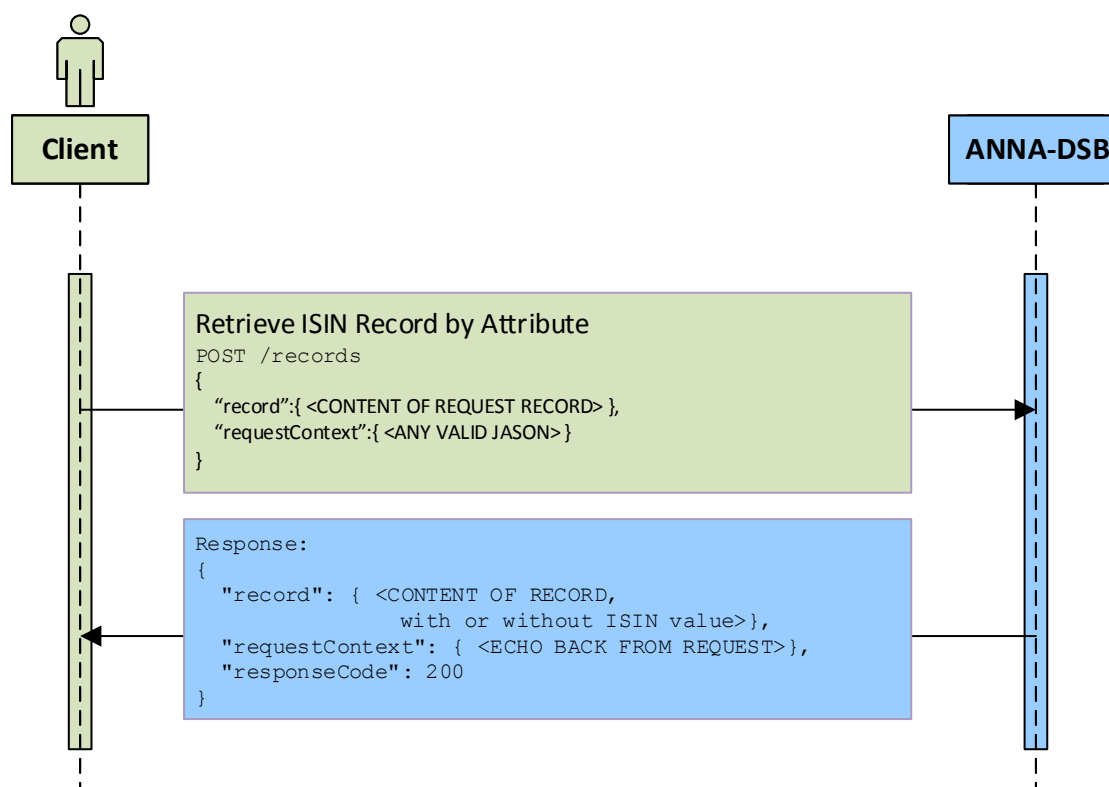 Client
ANNA-DSB
Retrieve ISIN Record by Attribute
POST /records
{
“record”:{ <CONTENT OF REQUEST RECORD> },
“requestContext”:{ <ANY VALID JASON> }
}
Response:
{
"record": { <CONTENT OF RECORD,
with or without ISIN value>},
"requestContext": { <ECHO BACK FROM REQUEST>},
"responseCode": 200
}